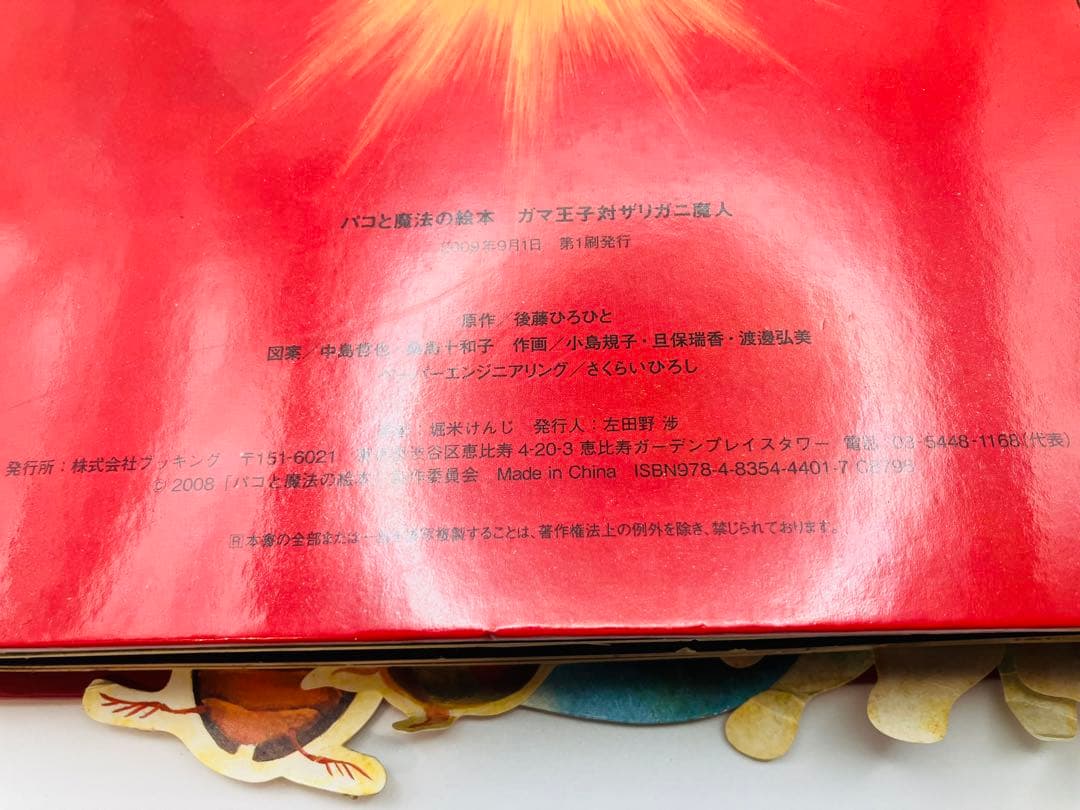 パコと魔法の絵本 ガマ王子対ザリガニ魔人
2009年9月1日 第1刷発行
原作/後藤ひろひと
図案/中島哲也 十和子 作画/小島規子・旦保瑞香・渡邊弘美
ペーパーエンジニアリング/さくらいひろし
:堀米けんじ 発行人:左田野 渉
発行所:株式会社ブッキング 〒151-6021 東京都渋谷区恵比寿4-20-3 恵比寿ガーデンプレイスタワー 電話 03-5448-1168(代表)
© 2008「パコと魔法の絵本」製作委員会 Made in China ISBN978-4-8354-4401-7 C8798
Ⓡ本書の全部または一部を無断複製することは、著作権法上の例外を除き、禁じられております。